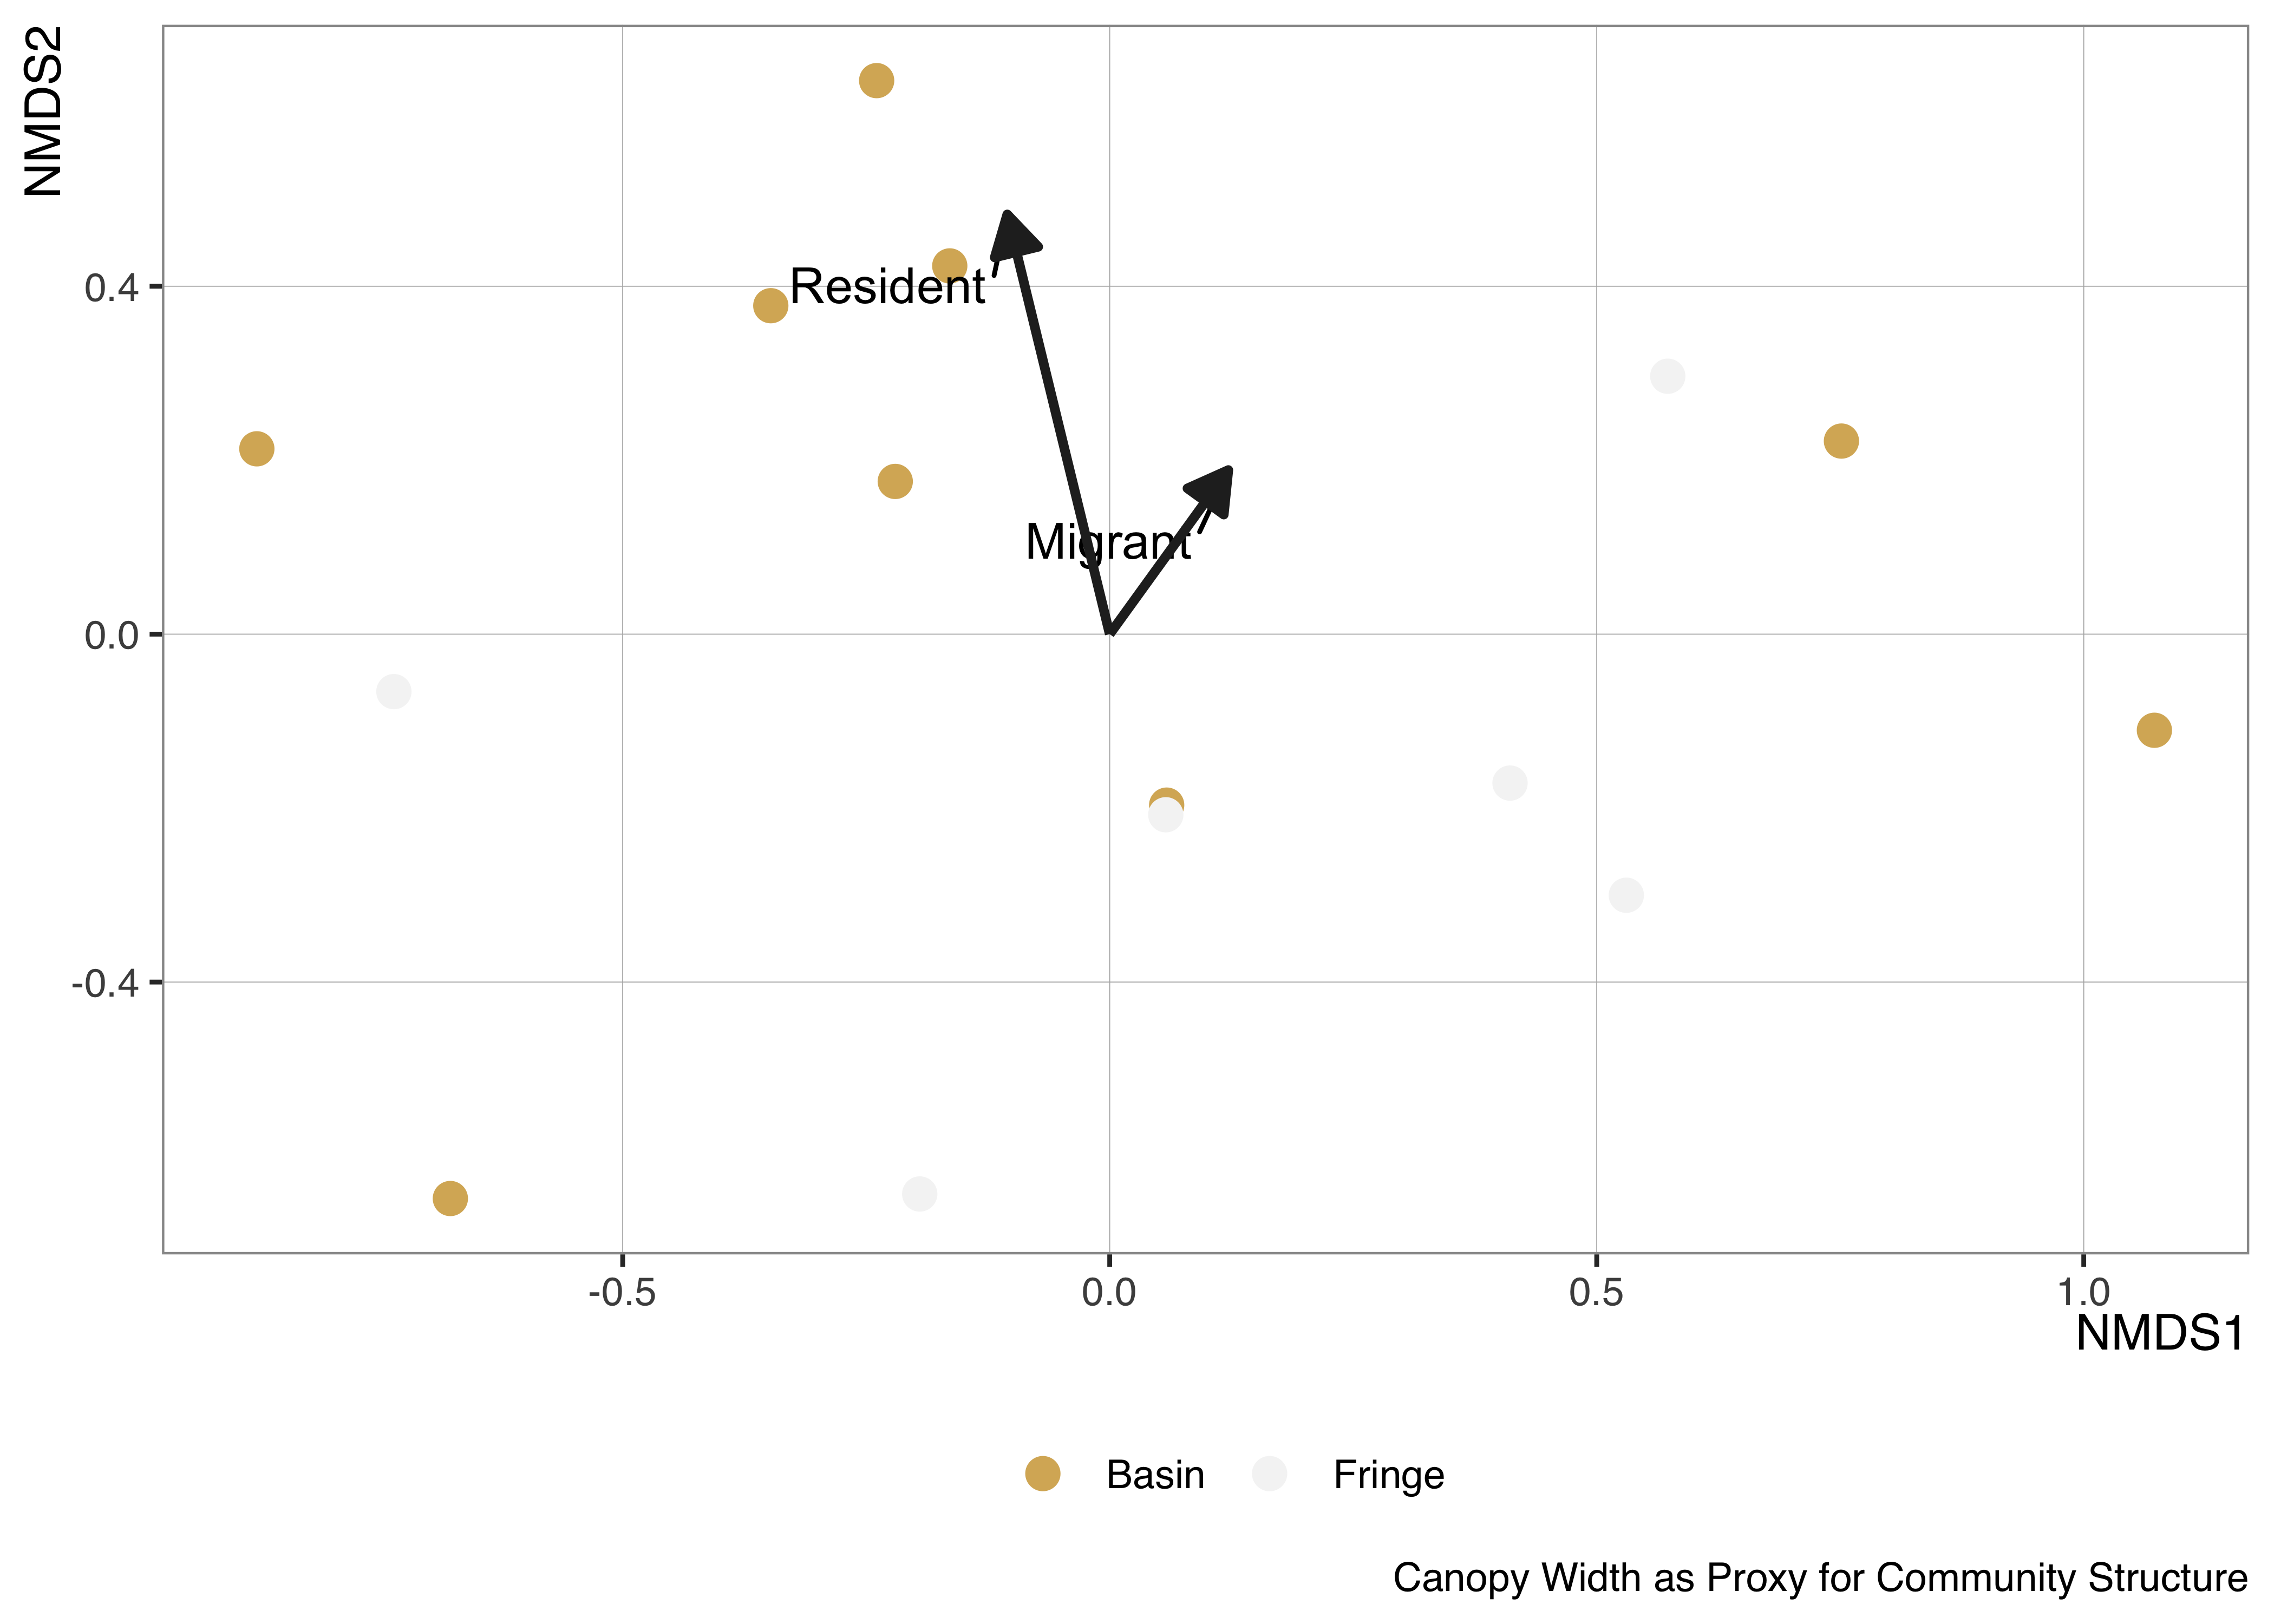 NMDS2
0.4
0.0
-0.4
Resident
Migrant
-0.5 0.0 0.5 1.0
NMDS1
Basin Fringe
Canopy Width as Proxy for Community Structure